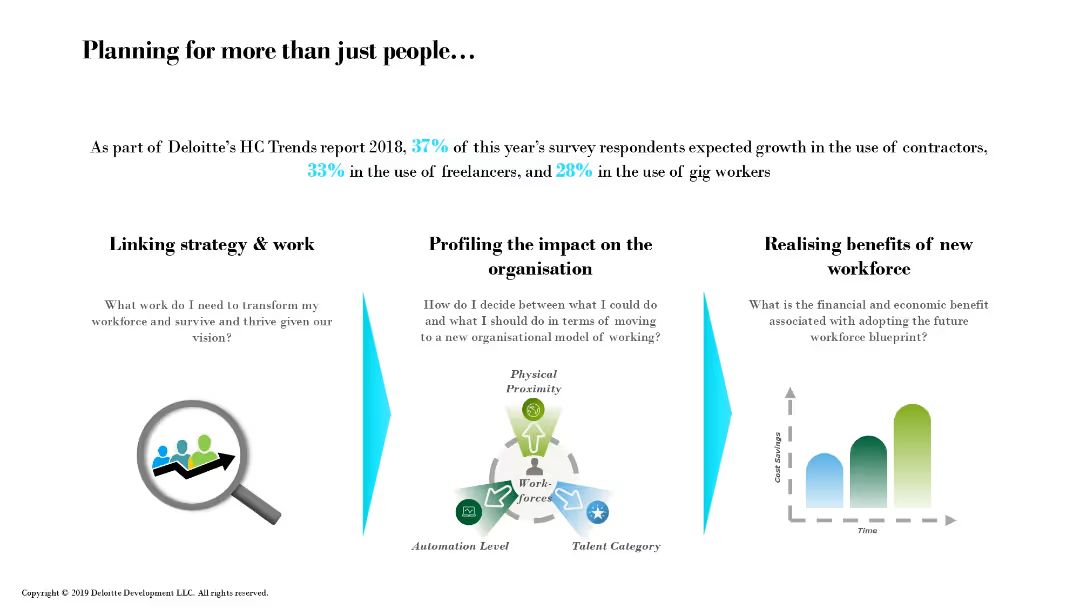 Planning for more than just people…
As part of Deloitte's HC Trends report 2018, 37% of this year's survey respondents expected growth in the use of contractors,
33% in the use of freelancers, and 28% in the use of gig workers
Linking strategy & work
What work do I need to transform my
workforce and survive and thrive given our
vision?
Profiling the impact on the
organisation
How do I decide between what I could do
and what I should do in terms of moving
to a new organisational model of working?
Physical
Proximity
Work-
forces
Automation Level
Talent Category
Realising benefits of new
workforce
What is the financial and economic benefit
associated with adopting the future
workforce blueprint?
Cost Savings
Time
Copyright © 2019 Deloitte Development LLC. All rights reserved.